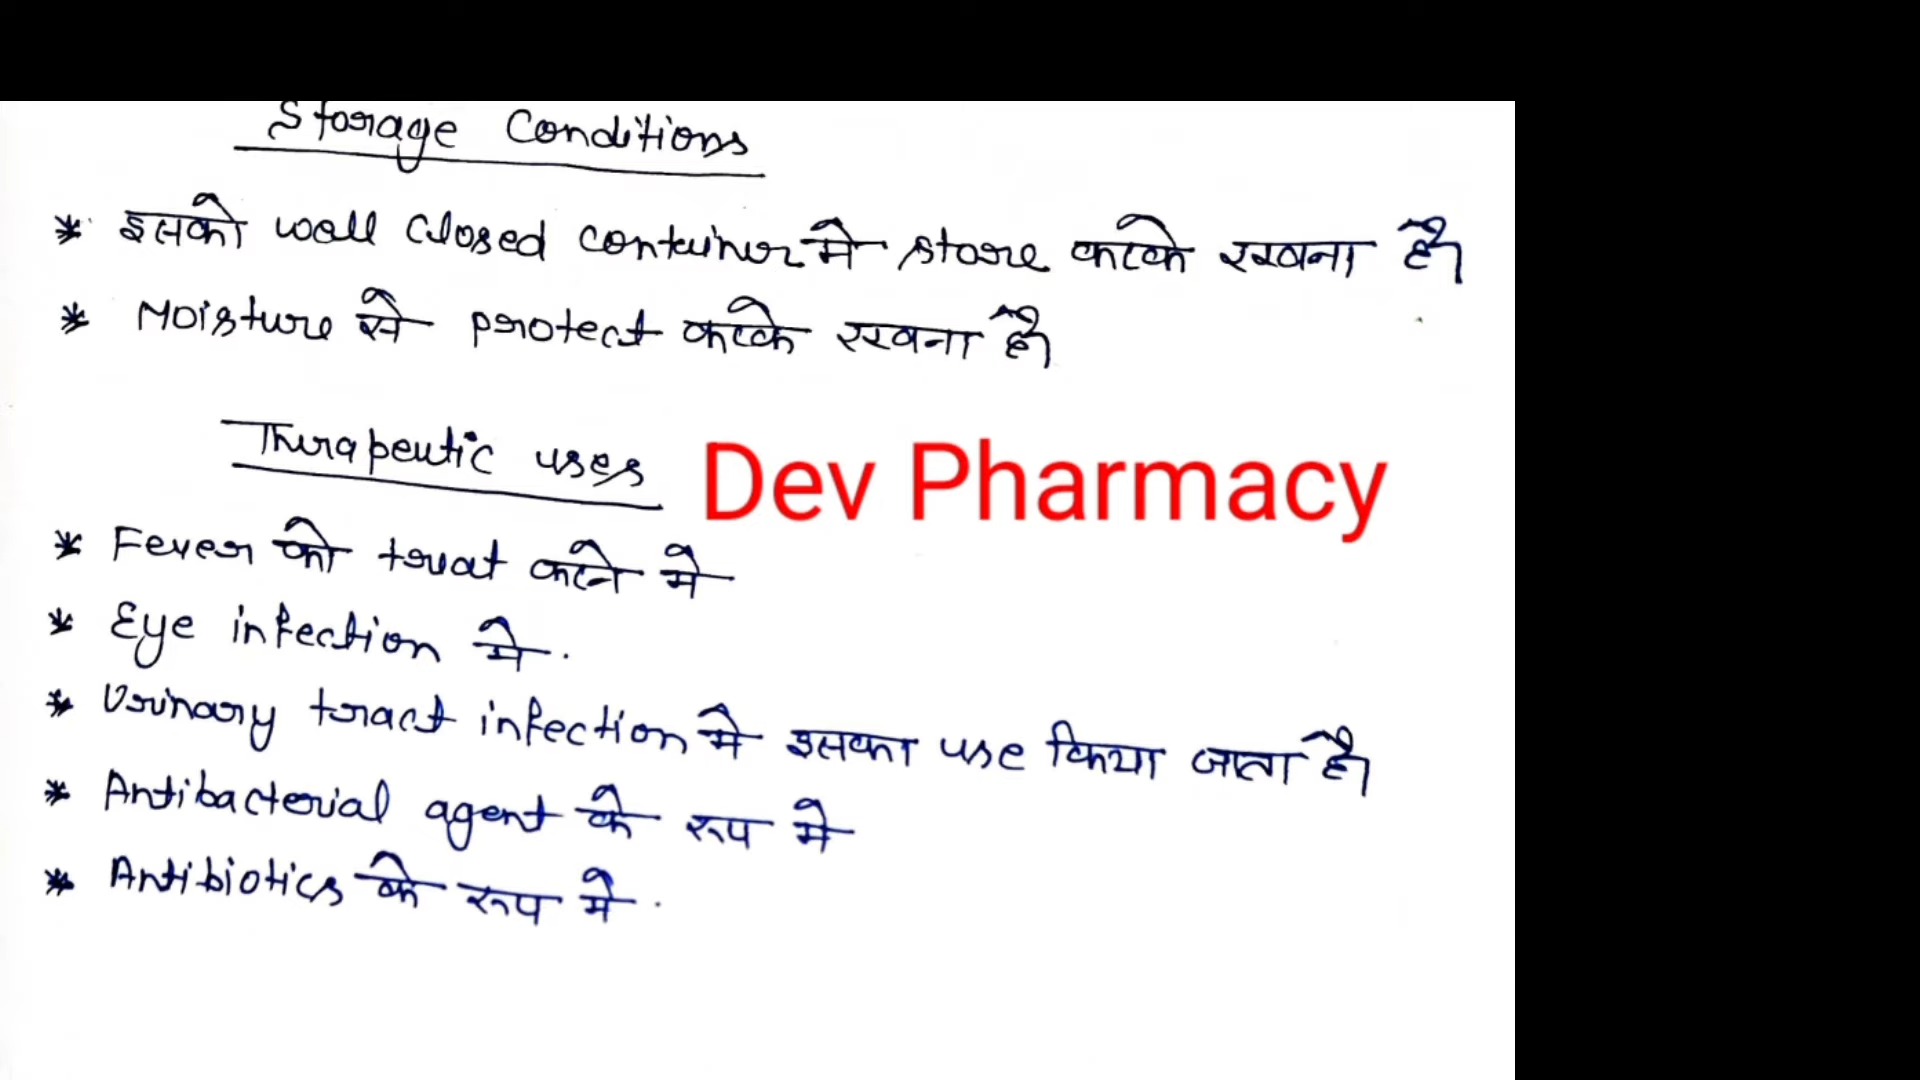 Storage Conditions
* इसको well closed container मे store करके रखना है।
* Moisture से protect करके रखना है।
Therapeutic uses
Dev Pharmacy
* Fever को treat करने मे
* Eye infection मे.
* Urinary tract infection मे इसका use किया जाता है।
* Antibacterial agent के रूप मे
* Antibiotics के रूप मे.